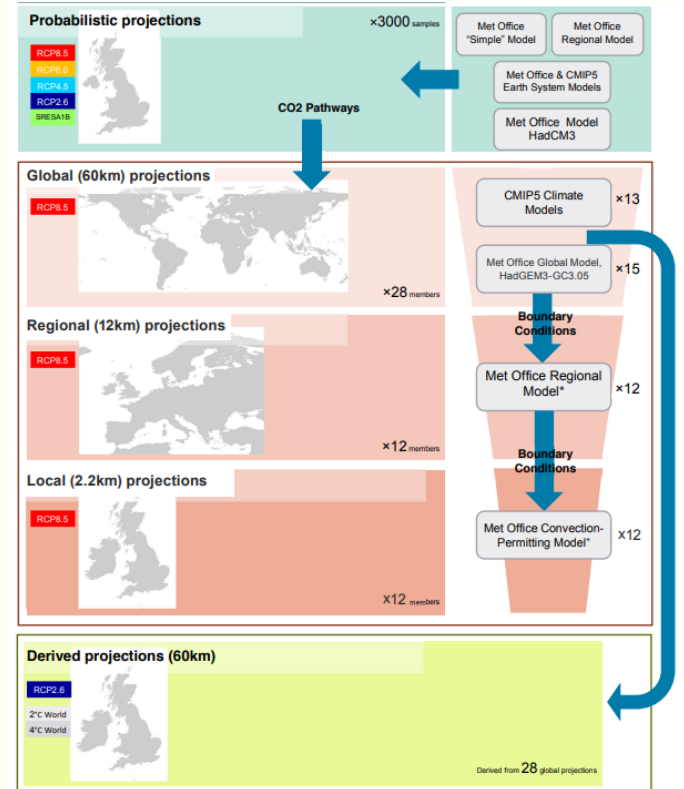 Probabilistic projections
×3000 samples
RCP8.5
RCP6.0
RCP4.5
RCP2.6
SRESA1B
CO2 Pathways
Met Office
"Simple" Model
Met Office
Regional Model
Met Office & CMIP5
Earth System Models
Met Office Model
HadCM3
Global (60km) projections
RCP8.5
×28 members
CMIP5 Climate
Models
×13
Met Office Global Model,
HadGEM3-GC3.05
×15
Boundary
Conditions
Regional (12km) projections
RCP8.5
×12 members
Met Office Regional
Model*
×12
Boundary
Conditions
Local (2.2km) projections
RCP8.5
x12 members
Met Office Convection-
Permitting Model*
x12
Derived projections (60km)
RCP2.6
2°C World
4°C World
Derived from 28 global projections